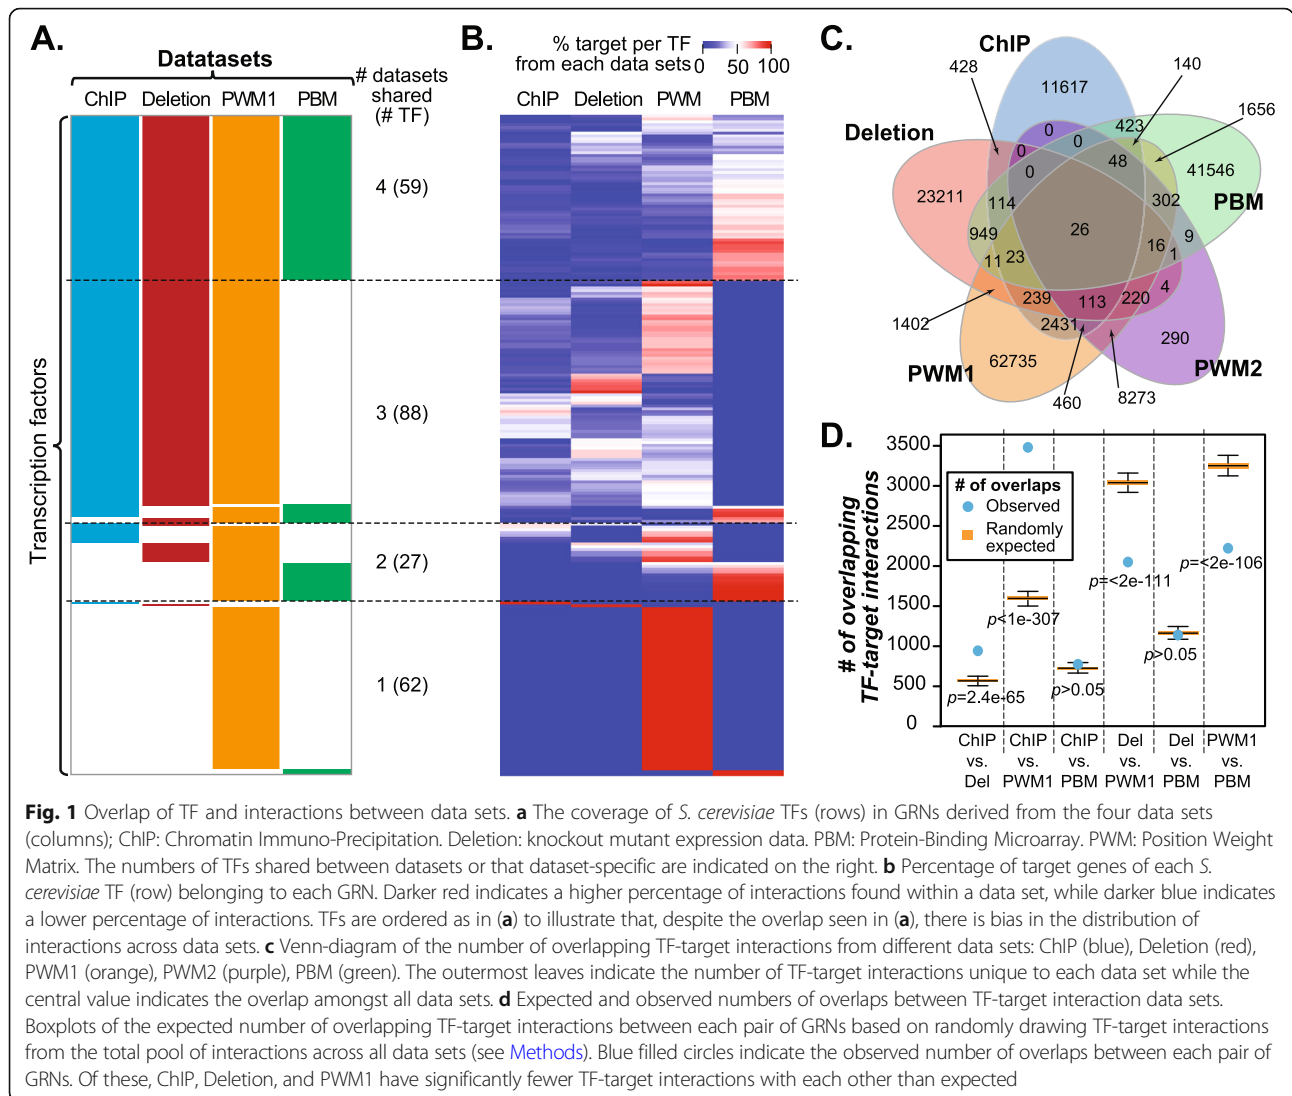 A.
Datatasets
ChIP Deletion PWM1 PBM
# datasets
shared
(# TF)
Transcription factors
4 (59)
3 (88)
2 (27)
1 (62)
B.
% target per TF
from each data sets
0 50 100
ChIP Deletion PWM PBM
C.
ChIP
Deletion
PBM
PWM1
PWM2
428
11617
140
1656
423
0
0
0
0
48
41546
23211
114
302
949
26
9
16
1
11
23
4
239
113
220
1402
2431
290
62735
460
8273
D.
# of overlapping
TF-target interactions
3500
3000
2500
2000
1500
1000
500
0
# of overlaps
Observed
Randomly
expected
p=2.4e-65
p<1e-307
p>0.05
p=<2e-111
p>0.05
p=<2e-106
ChIP vs. Del
ChIP vs. PWM1
ChIP vs. PBM
Del vs. PWM1
Del vs. PBM
PWM1 vs. PBM
Fig. 1 Overlap of TF and interactions between data sets. a The coverage of S. cerevisiae TFs (rows) in GRNs derived from the four data sets
(columns); ChIP: Chromatin Immuno-Precipitation. Deletion: knockout mutant expression data. PBM: Protein-Binding Microarray. PWM: Position Weight
Matrix. The numbers of TFs shared between datasets or that dataset-specific are indicated on the right. b Percentage of target genes of each S.
cerevisiae TF (row) belonging to each GRN. Darker red indicates a higher percentage of interactions found within a data set, while darker blue indicates
a lower percentage of interactions. TFs are ordered as in (a) to illustrate that, despite the overlap seen in (a), there is bias in the distribution of
interactions across data sets. c Venn-diagram of the number of overlapping TF-target interactions from different data sets: ChIP (blue), Deletion (red),
PWM1 (orange), PWM2 (purple), PBM (green). The outermost leaves indicate the number of TF-target interactions unique to each data set while the
central value indicates the overlap amongst all data sets. d Expected and observed numbers of overlaps between TF-target interaction data sets.
Boxplots of the expected number of overlapping TF-target interactions between each pair of GRNs based on randomly drawing TF-target interactions
from the total pool of interactions across all data sets (see Methods). Blue filled circles indicate the observed number of overlaps between each pair of
GRNs. Of these, ChIP, Deletion, and PWM1 have significantly fewer TF-target interactions with each other than expected